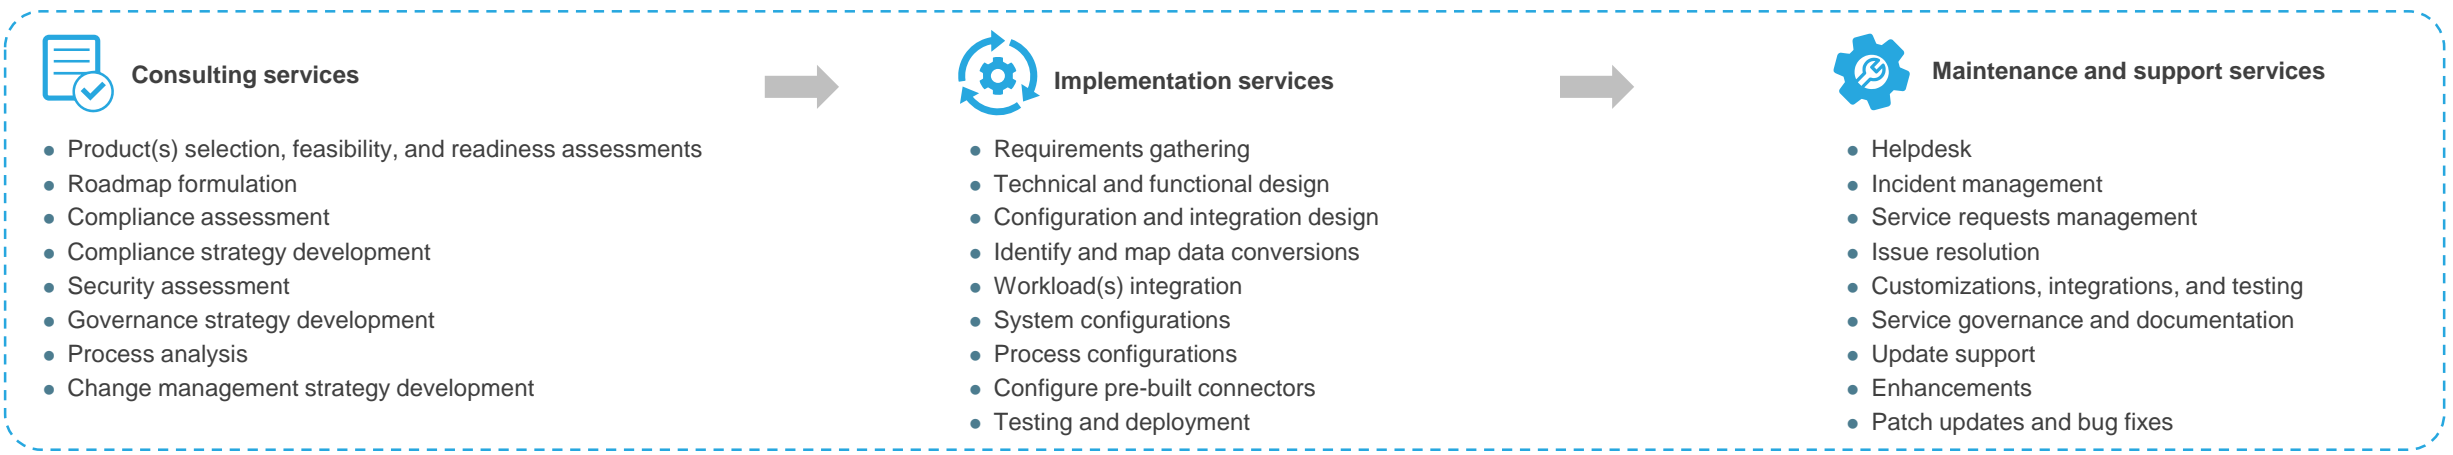 Consulting services
Product(s) selection, feasibility, and readiness assessments
Roadmap formulation
Compliance assessment
Compliance strategy development
Security assessment
Governance strategy development
Process analysis
Change management strategy development
Implementation services
Requirements gathering
Technical and functional design
Configuration and integration design
Identify and map data conversions
Workload(s) integration
System configurations
Process configurations
Configure pre-built connectors
Testing and deployment
Maintenance and support services
Helpdesk
Incident management
Service requests management
Issue resolution
Customizations, integrations, and testing
Service governance and documentation
Update support
Enhancements
Patch updates and bug fixes